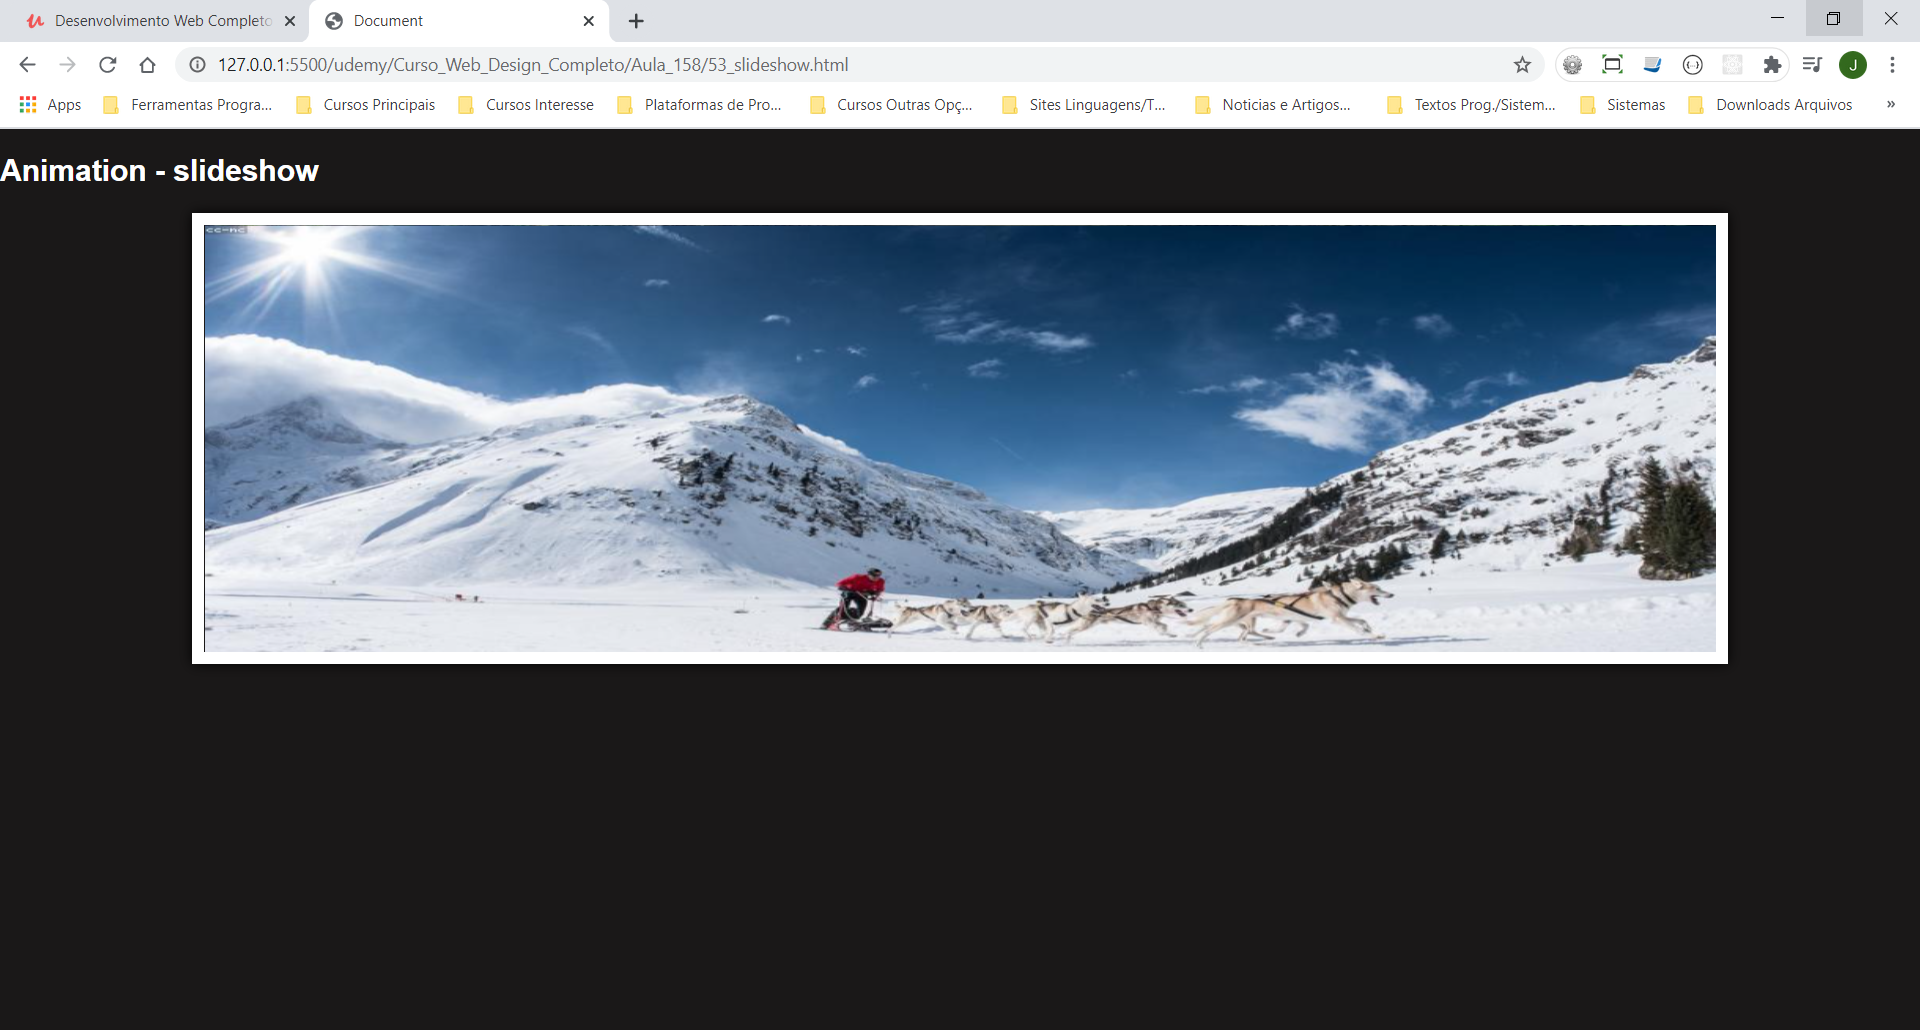 Desenvolvimento Web Completo
Document
127.0.0.1:5500/udemy/Curso_Web_Design_Completo/Aula_158/53_slideshow.html
J
Apps
Ferramentas Progra...
Cursos Principais
Cursos Interesse
Plataformas de Pro...
Cursos Outras Opç...
Sites Linguagens/T...
Noticias e Artigos...
Textos Prog./Sistem...
Sistemas
Downloads Arquivos
»
Animation - slideshow
cc-nc